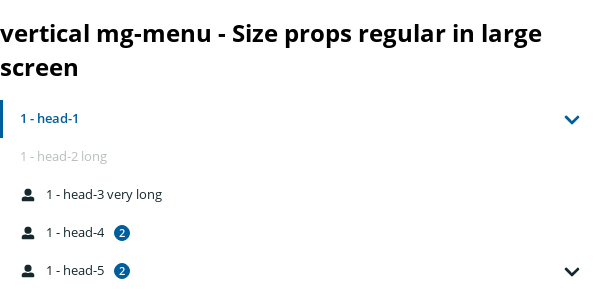 vertical mg-menu - Size props regular in large
screen
1 - head-1
1 - head-2 long
1 - head-3 very long
1 - head-4 2
1 - head-5 2